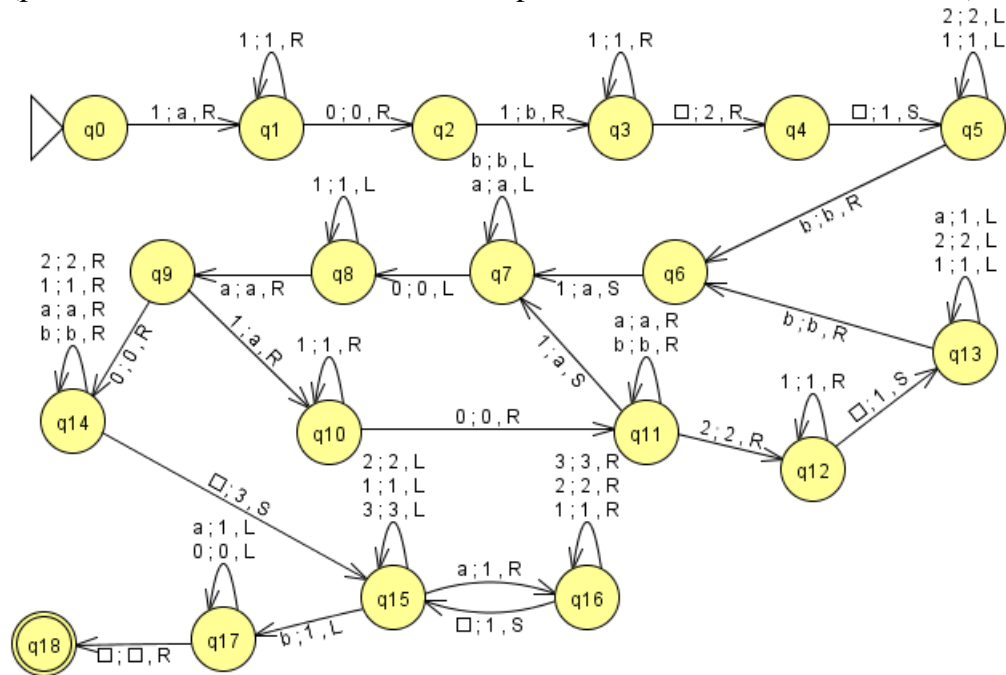 2 ; 2 , L
1 ; 1 , R
1 ; 1 , R
1 ; 1 , L
q0
1 ; a , R
q1
0 ; 0 , R
q2
1 ; b , R
q3
□ ; 2 , R
q4
□ ; 1 , S
q5
b ; b , L
1 ; 1 , L
a ; a , L
b ; b , R
a ; 1 , L
2 ; 2 , L
1 ; 1 , L
2 ; 2 , R
1 ; 1 , R
a ; a , R
b ; b , R
q9
a ; a , R
q8
0 ; 0 , L
q7
1 ; a , S
q6
b ; b , R
0 ; 0 , R
1 ; a , R
1 ; 1 , R
1 ; a , S
a ; a , R
b ; b , R
q13
q14
q10
0 ; 0 , R
q11
2 ; 2 , R
1 ; 1 , R
□ ; 1 , S
q12
□ ; 3 , S
2 ; 2 , L
1 ; 1 , L
3 ; 3 , L
3 ; 3 , R
2 ; 2 , R
1 ; 1 , R
a ; 1 , L
0 ; 0 , L
q15
a ; 1 , R
q16
□ ; 1 , S
q18
□ ; □ , R
q17
b ; 1 , L